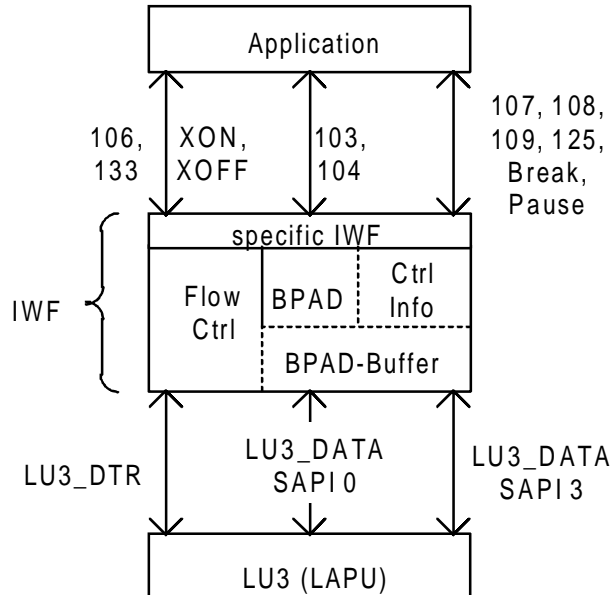 Application
106,
133
XON,
XOFF
103,
104
107, 108,
109, 125,
Break,
Pause
IWF
specific IWF
Flow
Ctrl
BPAD
Ctrl
Info
BPAD-Buffer
LU3_DTR
LU3_DATA
SAPI 0
LU3_DATA
SAPI 3
LU3 (LAPU)